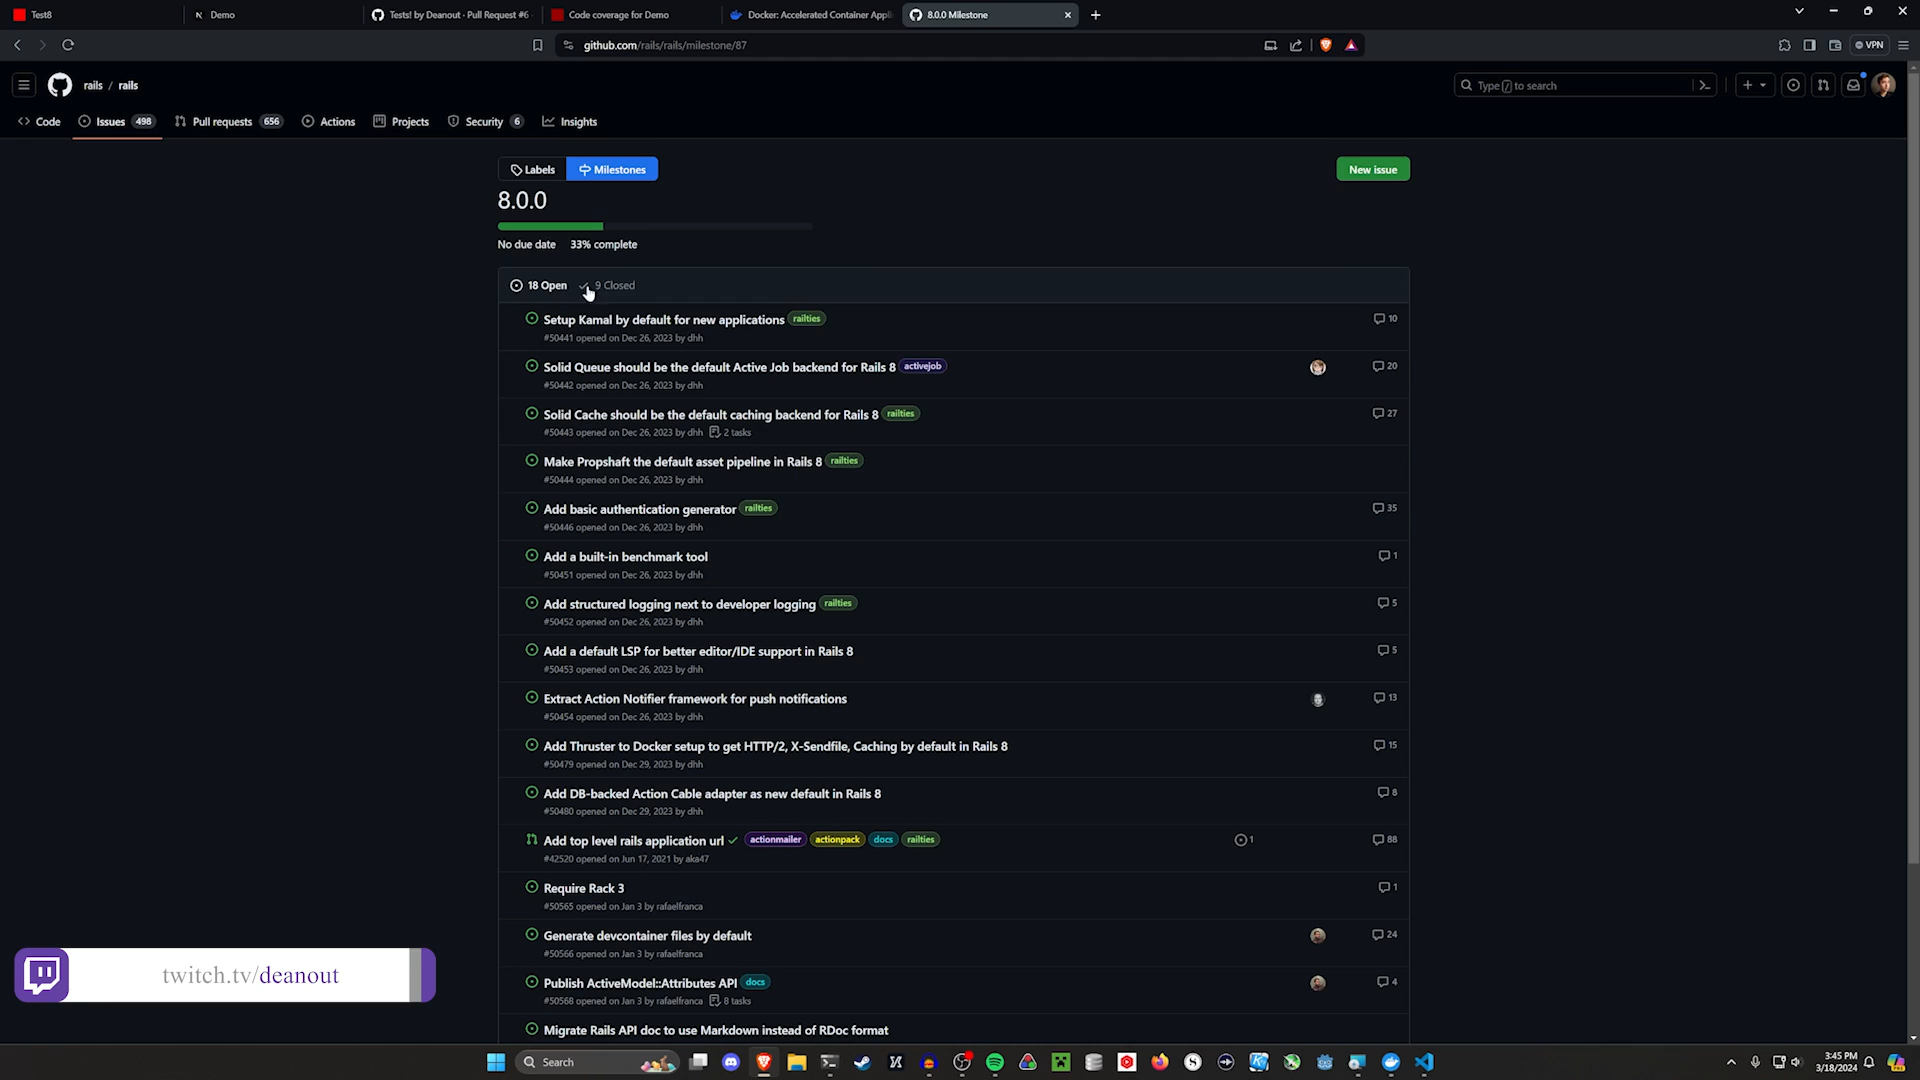 Test8
Demo
Tests! by Deanout · Pull Request #6
Code coverage for Demo
Docker: Accelerated Container Appl
8.0.0 Milestone
github.com/rails/rails/milestone/87
VPN
rails / rails
Type / to search
Code
Issues 498
Pull requests 656
Actions
Projects
Security 6
Insights
Labels
Milestones
New issue
8.0.0
No due date 33% complete
18 Open 9 Closed
Setup Kamal by default for new applications railties
#50441 opened on Dec 26, 2023 by dhh
10
Solid Queue should be the default Active Job backend for Rails 8 activejob
#50442 opened on Dec 26, 2023 by dhh
20
Solid Cache should be the default caching backend for Rails 8 railties
#50443 opened on Dec 26, 2023 by dhh 2 tasks
27
Make Propshaft the default asset pipeline in Rails 8 railties
#50444 opened on Dec 26, 2023 by dhh
Add basic authentication generator railties
#50446 opened on Dec 26, 2023 by dhh
35
Add a built-in benchmark tool
#50451 opened on Dec 26, 2023 by dhh
1
Add structured logging next to developer logging railties
#50452 opened on Dec 26, 2023 by dhh
5
Add a default LSP for better editor/IDE support in Rails 8
#50453 opened on Dec 26, 2023 by dhh
5
Extract Action Notifier framework for push notifications
#50454 opened on Dec 26, 2023 by dhh
13
Add Thruster to Docker setup to get HTTP/2, X-Sendfile, Caching by default in Rails 8
#50479 opened on Dec 29, 2023 by dhh
15
Add DB-backed Action Cable adapter as new default in Rails 8
#50480 opened on Dec 29, 2023 by dhh
8
Add top level rails application url actionmailer actionpack docs railties
#42520 opened on Jun 17, 2021 by aka47
1
88
Require Rack 3
#50565 opened on Jan 3 by rafaelfranca
1
Generate devcontainer files by default
#50566 opened on Jan 3 by rafaelfranca
24
Publish ActiveModel::Attributes API docs
#50568 opened on Jan 3 by rafaelfranca 8 tasks
4
Migrate Rails API doc to use Markdown instead of RDoc format
twitch.tv/deanout
Search
3:45 PM
3/18/2024